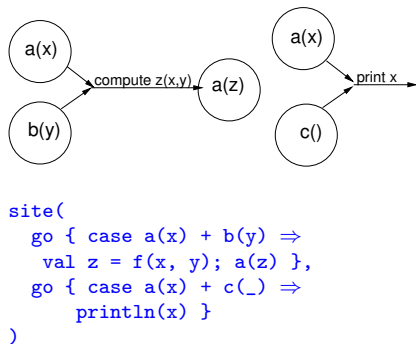 a(x)
b(y)
compute z(x,y)
a(z)
a(x)
c()
print x
site(
  go { case a(x) + b(y) ⇒
   val z = f(x, y); a(z) },
  go { case a(x) + c(_) ⇒
      println(x) }
)